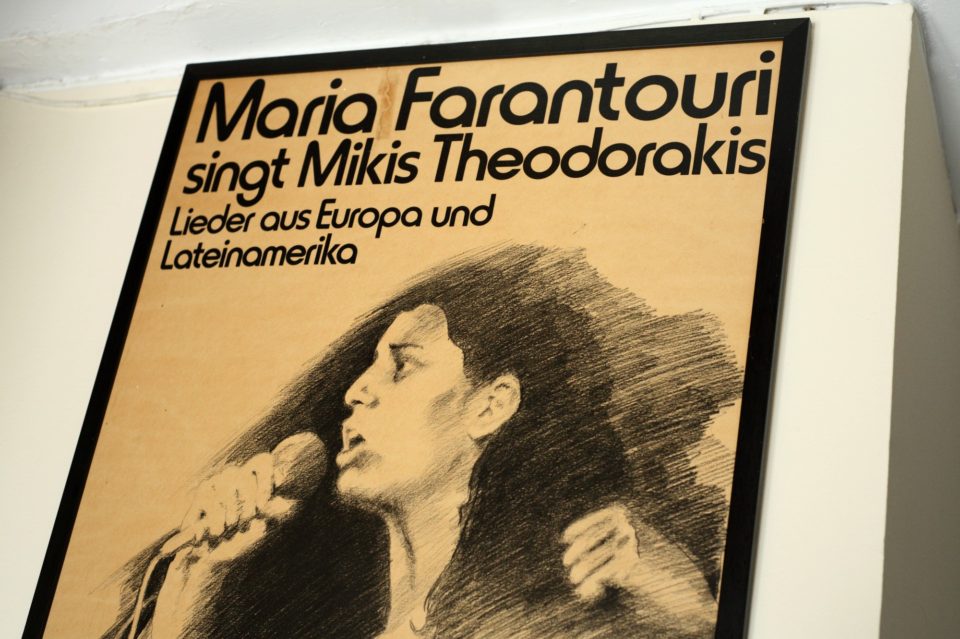 Maria Farantouri
singt Mikis Theodorakis
Lieder aus Europa und
Lateinamerika